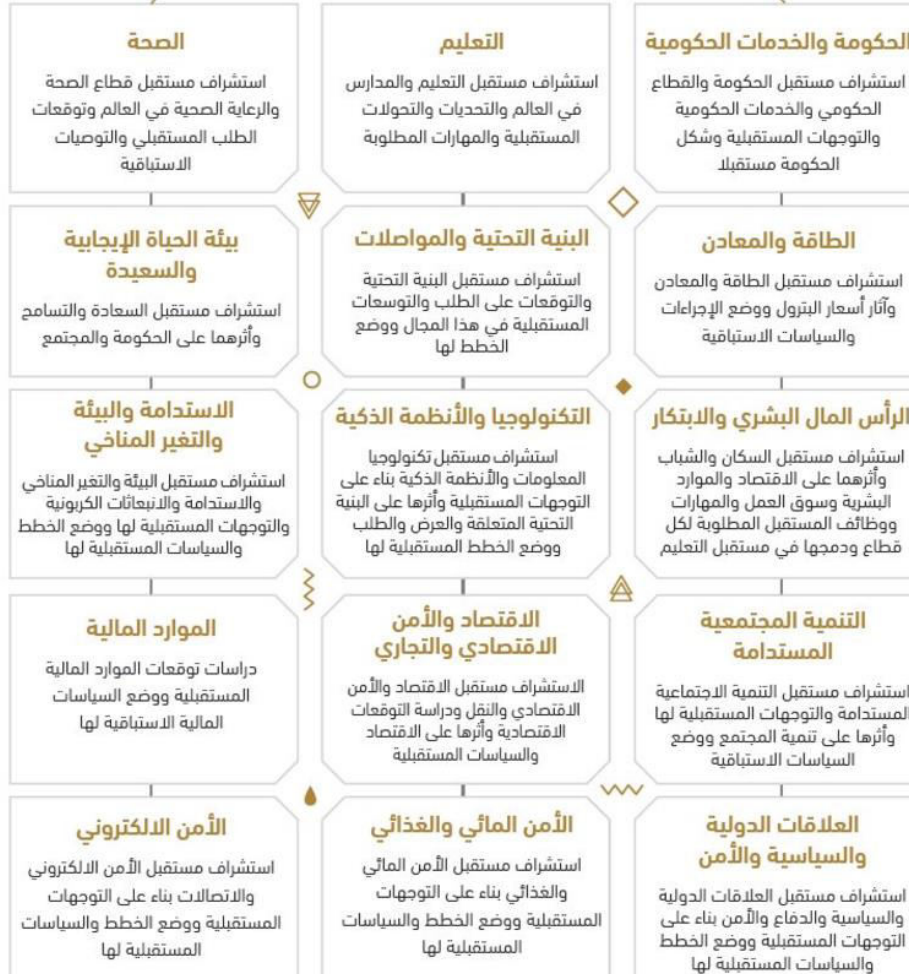 الحكومة والخدمات الحكومية
استشراف مستقبل الحكومة والقطاع
الحكومي والخدمات الحكومية
والتوجهات المستقبلية وشكل
الحكومة مستقبلا
التعليم
استشراف مستقبل التعليم والمدارس
في العالم والتحديات والتحولات
المستقبلية والمهارات المطلوبة
الصحة
استشراف مستقبل قطاع الصحة
والرعاية الصحية في العالم وتوقعات
الطلب المستقبلي والتوصيات
الاستباقية
الطاقة والمعادن
استشراف مستقبل الطاقة والمعادن
وآثار أسعار البترول ووضع الإجراءات
والسياسات الاستباقية
البنية التحتية والمواصلات
استشراف مستقبل البنية التحتية
والتوقعات على الطلب والتوسعات
المستقبلية في هذا المجال ووضع
الخطط لها
بيئة الحياة الإيجابية
والسعيدة
استشراف مستقبل السعادة والتسامح
وأثرهما على الحكومة والمجتمع
الرأس المال البشري والابتكار
استشراف مستقبل السكان والشباب
وأثرهما على الاقتصاد والموارد
البشرية وسوق العمل والمهارات
ووظائف المستقبل المطلوبة لكل
قطاع ودمجها في مستقبل التعليم
التكنولوجيا والأنظمة الذكية
استشراف مستقبل تكنولوجيا
المعلومات والأنظمة الذكية بناء على
التوجهات المستقبلية وأثرها على البنية
التحتية المتعلقة والعرض والطلب
ووضع الخطط المستقبلية لها
الاستدامة والبيئة
والتغير المناخي
استشراف مستقبل البيئة والتغير المناخي
والاستدامة والانبعاثات الكربونية
والتوجهات المستقبلية لها ووضع الخطط
والسياسات المستقبلية لها
التنمية المجتمعية
المستدامة
استشراف مستقبل التنمية الاجتماعية
المستدامة والتوجهات المستقبلية لها
وأثرها على تنمية المجتمع ووضع
السياسات الاستباقية
الاقتصاد والأمن
الاقتصادي والتجاري
الاستشراف مستقبل الاقتصاد والأمن
الاقتصادي والنقل ودراسة التوقعات
الاقتصادية وأثرها على الاقتصاد
والسياسات المستقبلية
الموارد المالية
دراسات توقعات الموارد المالية
المستقبلية ووضع السياسات
المالية الاستباقية لها
العلاقات الدولية
والسياسية والأمن
استشراف مستقبل العلاقات الدولية
والسياسية والدفاع والأمن بناء على
التوجهات المستقبلية ووضع الخطط
والسياسات المستقبلية لها
الأمن المائي والغذائي
استشراف مستقبل الأمن المائي
والغذائي بناء على التوجهات
المستقبلية ووضع الخطط والسياسات
المستقبلية لها
الأمن الالكتروني
استشراف مستقبل الأمن الالكتروني
والاتصالات بناء على التوجهات
المستقبلية ووضع الخطط والسياسات
المستقبلية لها